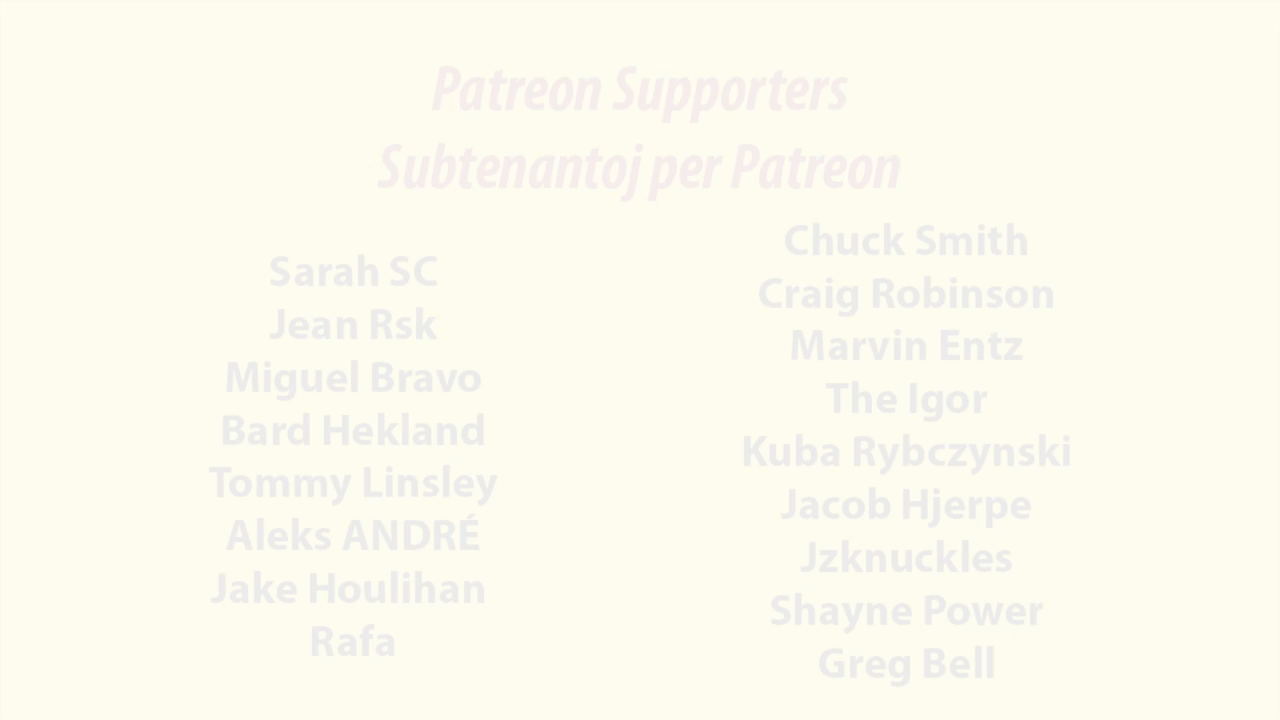 Patreon Supporters
Subtenantoj per Patreon
Sarah SC
Jean Rsk
Miguel Bravo
Bard Hekland
Tommy Linsley
Aleks ANDRÉ
Jake Houlihan
Rafa
Chuck Smith
Craig Robinson
Marvin Entz
The Igor
Kuba Rybczynski
Jacob Hjerpe
Jzknuckles
Shayne Power
Greg Bell